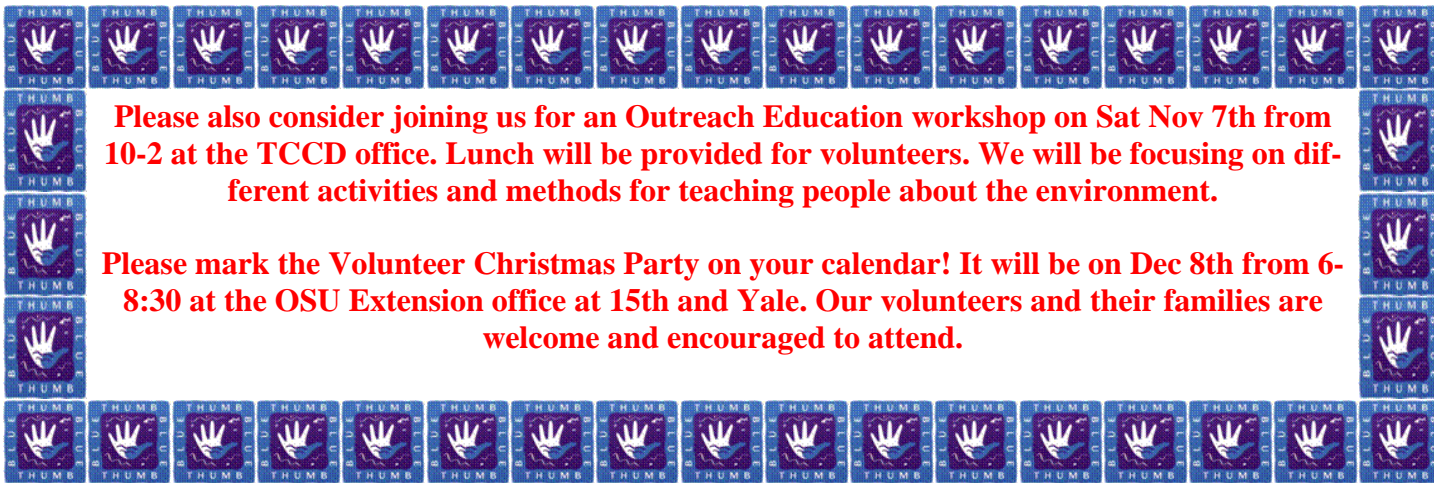 BLUE THUMB
Please also consider joining us for an Outreach Education workshop on Sat Nov 7th from
10-2 at the TCCD office. Lunch will be provided for volunteers. We will be focusing on dif-
ferent activities and methods for teaching people about the environment.
Please mark the Volunteer Christmas Party on your calendar! It will be on Dec 8th from 6-
8:30 at the OSU Extension office at 15th and Yale. Our volunteers and their families are
welcome and encouraged to attend.